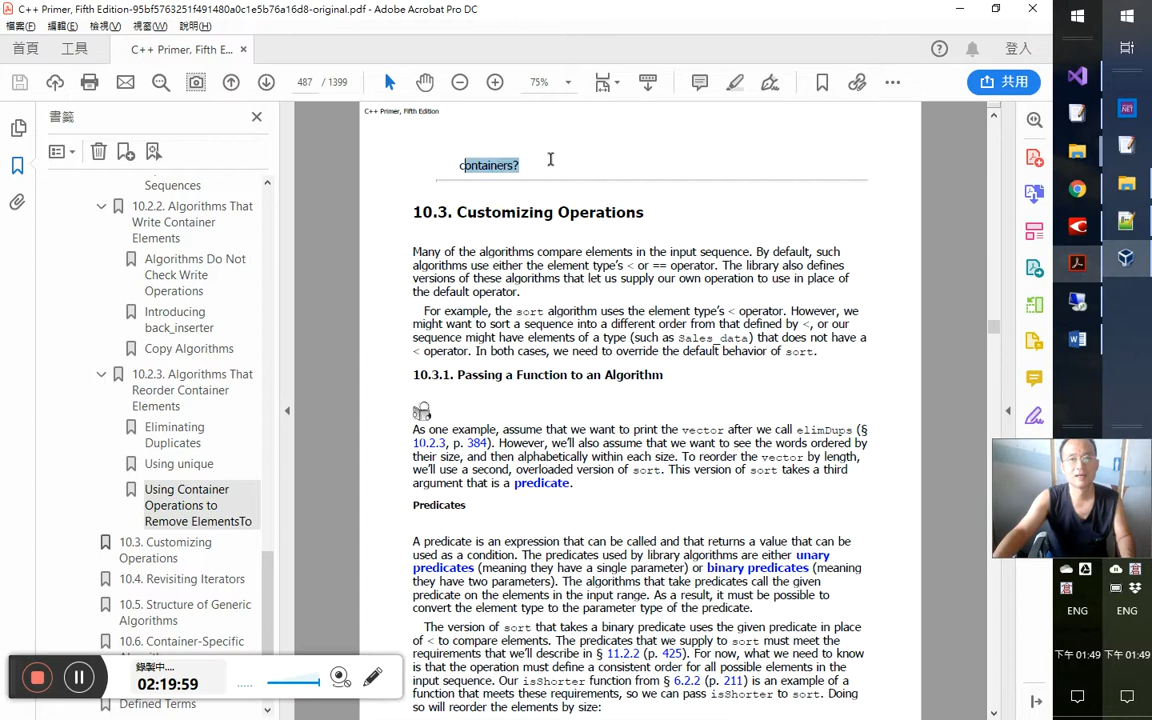 C++ Primer, Fifth Edition-95bf5763251f491480a0c1e5b76a16d8-original.pdf - Adobe Acrobat Pro DC
檔案(F) 編輯(E) 檢視(V) 視窗(W) 說明(H)
首頁 工具 C++ Primer, Fifth E... × 登入
487 / 1399 75% 共用
書籤
Sequences
10.2.2. Algorithms That
Write Container
Elements
Algorithms Do Not
Check Write
Operations
Introducing
back_inserter
Copy Algorithms
10.2.3. Algorithms That
Reorder Container
Elements
Eliminating
Duplicates
Using unique
Using Container
Operations to
Remove ElementsTo
10.3. Customizing
Operations
10.4. Revisiting Iterators
10.5. Structure of Generic
Algorithms
10.6. Container-Specific
Defined Terms
錄製中....
02:19:59
C++ Primer, Fifth Edition
containers?
10.3. Customizing Operations
Many of the algorithms compare elements in the input sequence. By default, such
algorithms use either the element type's < or == operator. The library also defines
versions of these algorithms that let us supply our own operation to use in place of
the default operator.
For example, the sort algorithm uses the element type's < operator. However, we
might want to sort a sequence into a different order from that defined by <, or our
sequence might have elements of a type (such as Sales_data) that does not have a
< operator. In both cases, we need to override the default behavior of sort.
10.3.1. Passing a Function to an Algorithm
As one example, assume that we want to print the vector after we call elimDups (§
10.2.3, p. 384). However, we'll also assume that we want to see the words ordered by
their size, and then alphabetically within each size. To reorder the vector by length,
we'll use a second, overloaded version of sort. This version of sort takes a third
argument that is a predicate.
Predicates
A predicate is an expression that can be called and that returns a value that can be
used as a condition. The predicates used by library algorithms are either unary
predicates (meaning they have a single parameter) or binary predicates (meaning
they have two parameters). The algorithms that take predicates call the given
predicate on the elements in the input range. As a result, it must be possible to
convert the element type to the parameter type of the predicate.
The version of sort that takes a binary predicate uses the given predicate in place
of < to compare elements. The predicates that we supply to sort must meet the
requirements that we'll describe in § 11.2.2 (p. 425). For now, what we need to know
is that the operation must define a consistent order for all possible elements in the
input sequence. Our isShorter function from § 6.2.2 (p. 211) is an example of a
function that meets these requirements, so we can pass isShorter to sort. Doing
so will reorder the elements by size:
ENG ENG
下午 01:49 下午 01:49